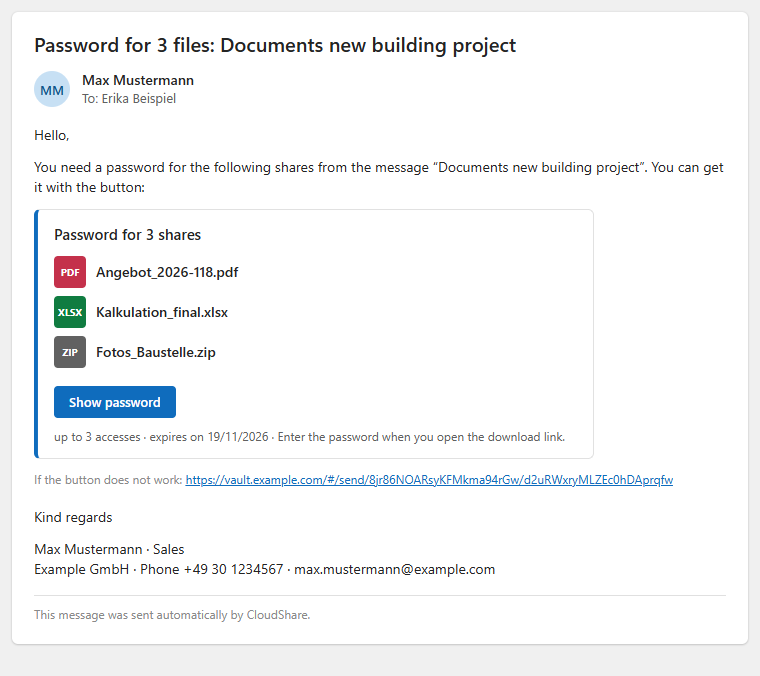 Password for 3 files: Documents new building project
MM
Max Mustermann
To: Erika Beispiel
Hello,
You need a password for the following shares from the message “Documents new building project”. You can get
it with the button:
Password for 3 shares
PDF
Angebot_2026-118.pdf
XLSX
Kalkulation_final.xlsx
ZIP
Fotos_Baustelle.zip
Show password
up to 3 accesses · expires on 19/11/2026 · Enter the password when you open the download link.
If the button does not work: https://vault.example.com/#/send/8jr86NOARsyKFMkma94rGw/d2uRWxryMLZEc0hDAprqfw
Kind regards
Max Mustermann · Sales
Example GmbH · Phone +49 30 1234567 · max.mustermann@example.com
This message was sent automatically by CloudShare.